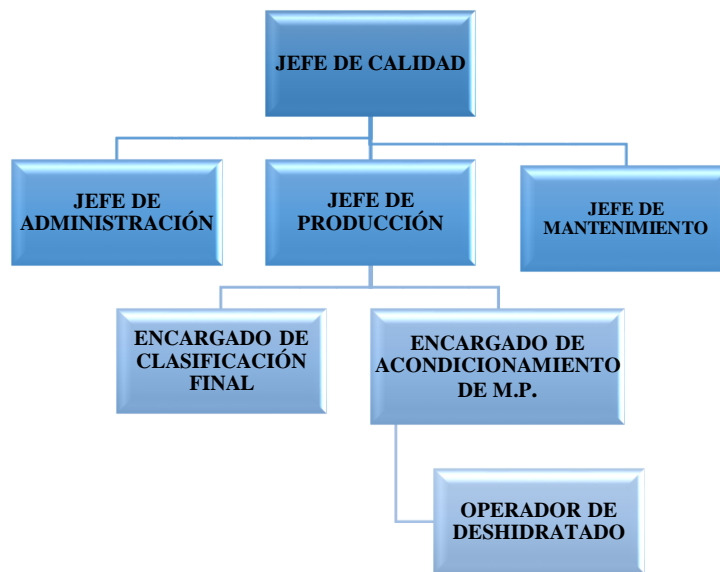 JEFE DE CALIDAD
JEFE DE
ADMINISTRACIÓN
JEFE DE
PRODUCCIÓN
JEFE DE
MANTENIMIENTO
ENCARGADO DE
CLASIFICACIÓN
FINAL
ENCARGADO DE
ACONDICIONAMIENTO
DE M.P.
OPERADOR DE
DESHIDRATADO